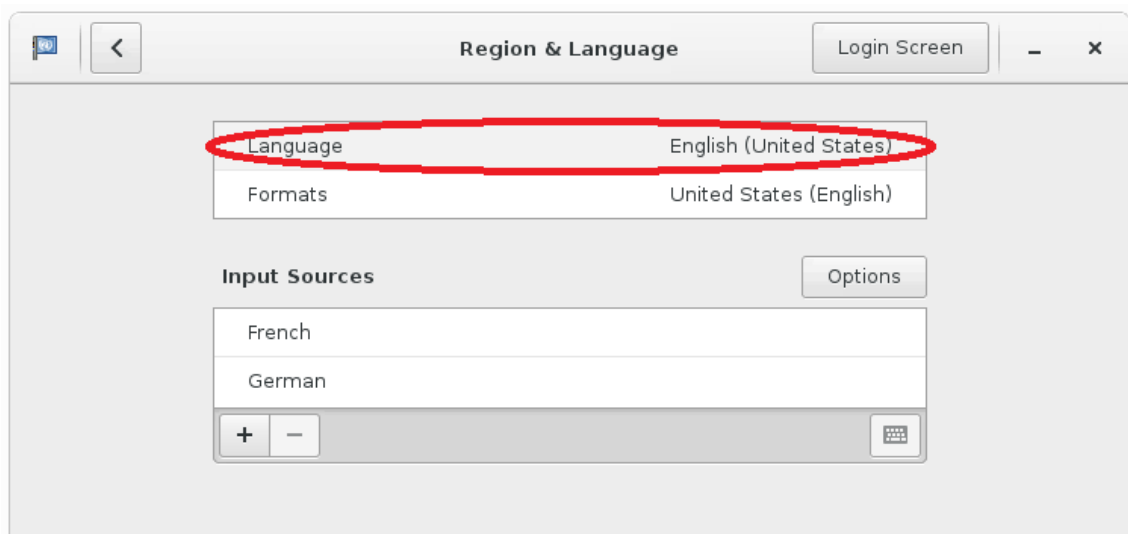 Region & Language
Login Screen
Language English (United States)
Formats United States (English)
Input Sources
Options
French
German